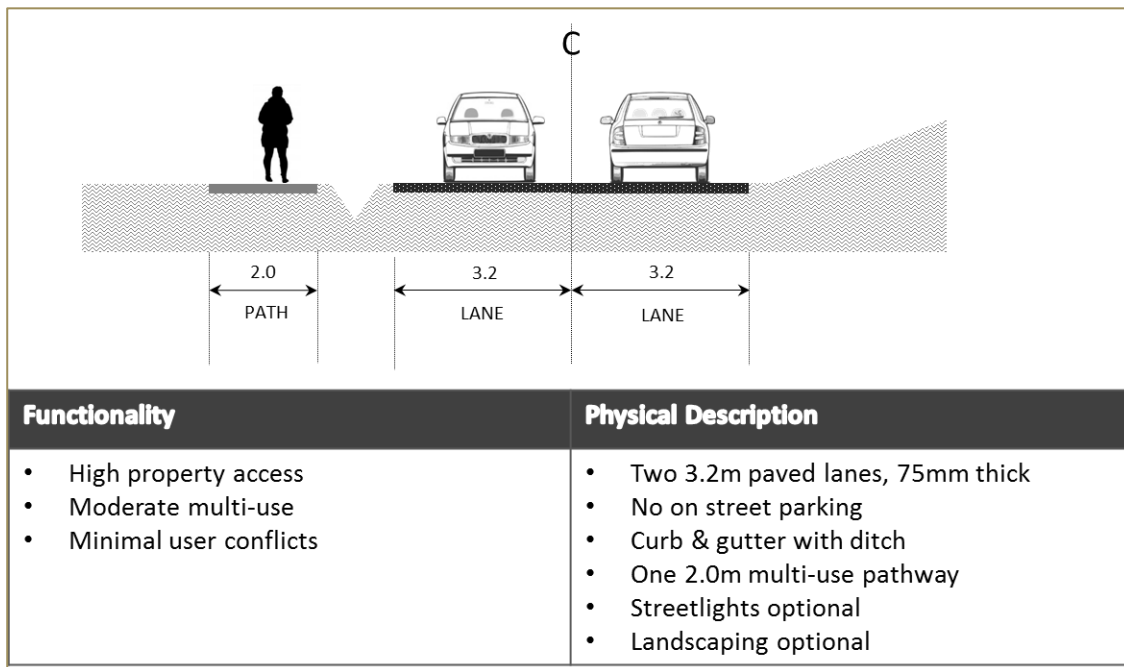 C
2.0
3.2
3.2
PATH
LANE
LANE
Functionality
Physical Description
• High property access
• Moderate multi-use
• Minimal user conflicts
• Two 3.2m paved lanes, 75mm thick
• No on street parking
• Curb & gutter with ditch
• One 2.0m multi-use pathway
• Streetlights optional
• Landscaping optional